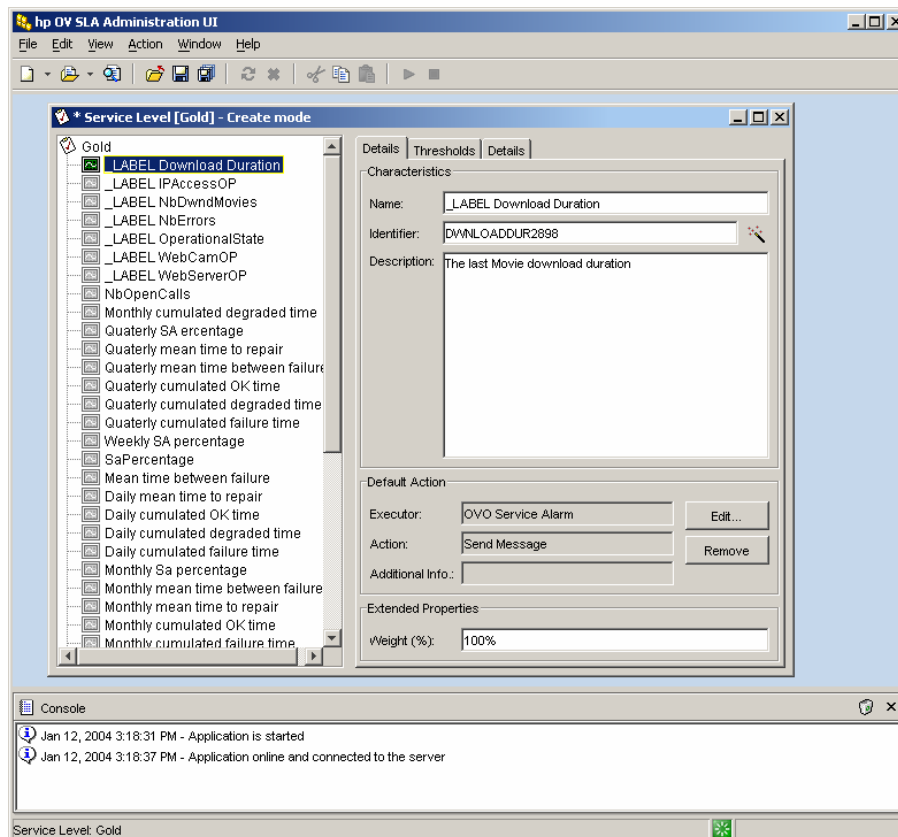 hp OV SLA Administration UI
File Edit View Action Window Help
* Service Level [Gold] - Create mode
Gold
_LABEL Download Duration
_LABEL IPAccessOP
_LABEL NbDwndMovies
_LABEL NbErrors
_LABEL OperationalState
_LABEL WebCamOP
_LABEL WebServerOP
NbOpenCalls
Monthly cumulated degraded time
Quaterly SA ercentage
Quaterly mean time to repair
Quaterly mean time between failure
Quaterly cumulated OK time
Quaterly cumulated degraded time
Quaterly cumulated failure time
Weekly SA percentage
SaPercentage
Mean time between failure
Daily mean time to repair
Daily cumulated OK time
Daily cumulated degraded time
Daily cumulated failure time
Monthly Sa percentage
Monthly mean time between failure
Monthly mean time to repair
Monthly cumulated OK time
Monthly cumulated failure time
Details Thresholds Details
Characteristics
Name: _LABEL Download Duration
Identifier: DWNLOADDUR2898
Description: The last Movie download duration
Default Action
Executor: OVO Service Alarm Edit...
Action: Send Message Remove
Additional Info.:
Extended Properties
Weight (%): 100%
Console
Jan 12, 2004 3:18:31 PM - Application is started
Jan 12, 2004 3:18:37 PM - Application online and connected to the server
Service Level: Gold